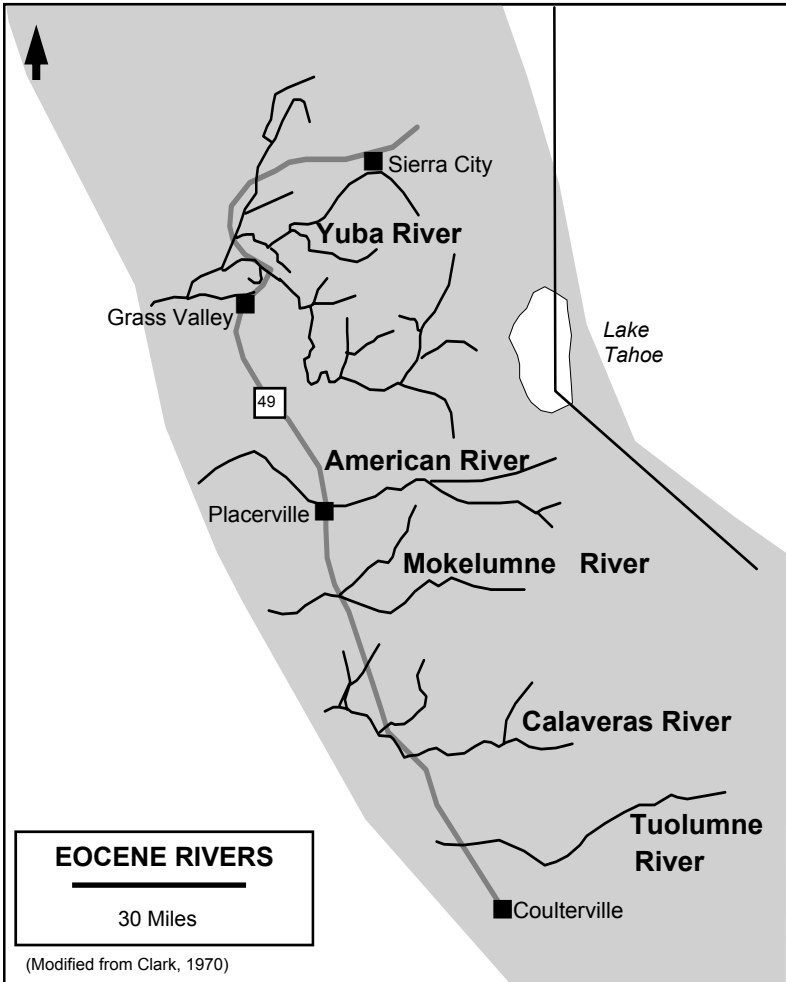 Sierra City
Yuba River
Grass Valley
Lake
Tahoe
49
American River
Placerville
Mokelumne River
Calaveras River
Tuolumne
River
EOCENE RIVERS
30 Miles
Coulterville
(Modified from Clark, 1970)